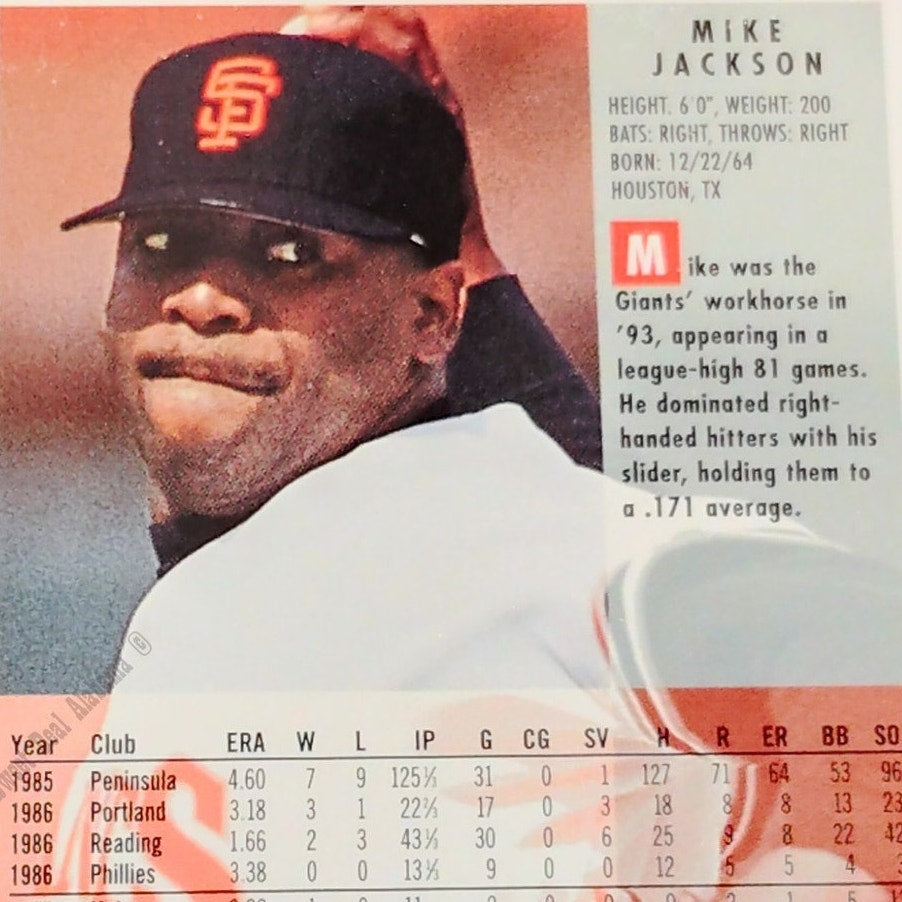 SF
MIKE
JACKSON
HEIGHT. 6'0", WEIGHT: 200
BATS: RIGHT, THROWS: RIGHT
BORN: 12/22/64
HOUSTON, TX
Mike was the
Giants' workhorse in
'93, appearing in a
league-high 81 games.
He dominated right-
handed hitters with his
slider, holding them to
a .171 average.
Year Club ERA W L IP G CG SV H R ER BB SO
1985 Peninsula 4.60 7 9 125⅓ 31 0 1 127 71 64 53 96
1986 Portland 3.18 3 1 22⅔ 17 0 3 18 8 8 13 23
1986 Reading 1.66 2 3 43⅓ 30 0 6 25 9 8 22 42
1986 Phillies 3.38 0 0 13⅓ 9 0 0 12 5 5 4